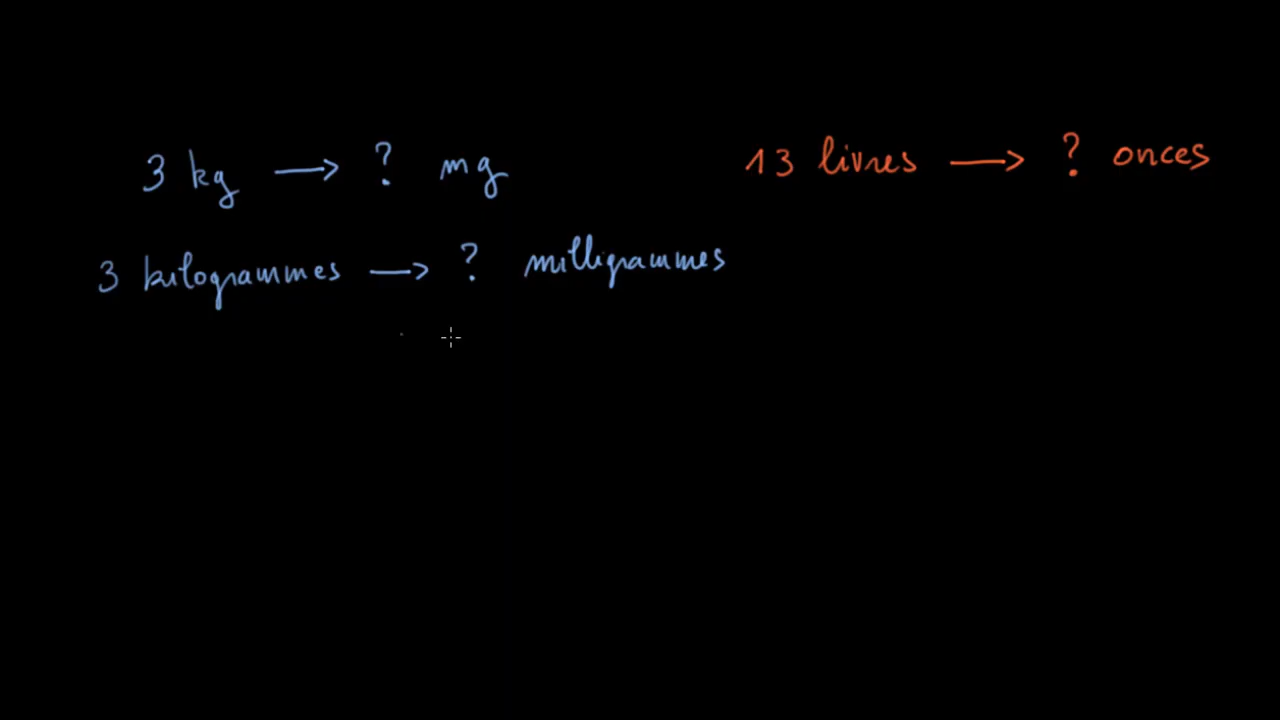 3 kg → ? mg
13 livres → ? onces
3 kilogrammes → ? milligrammes